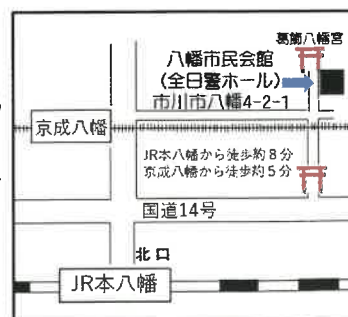 葛飾八幡宮
八幡市民会館
(全日警ホール)
市川市八幡4-2-1
京成八幡
JR本八幡から徒歩約8分
京成八幡から徒歩約5分
国道14号
北口
JR本八幡